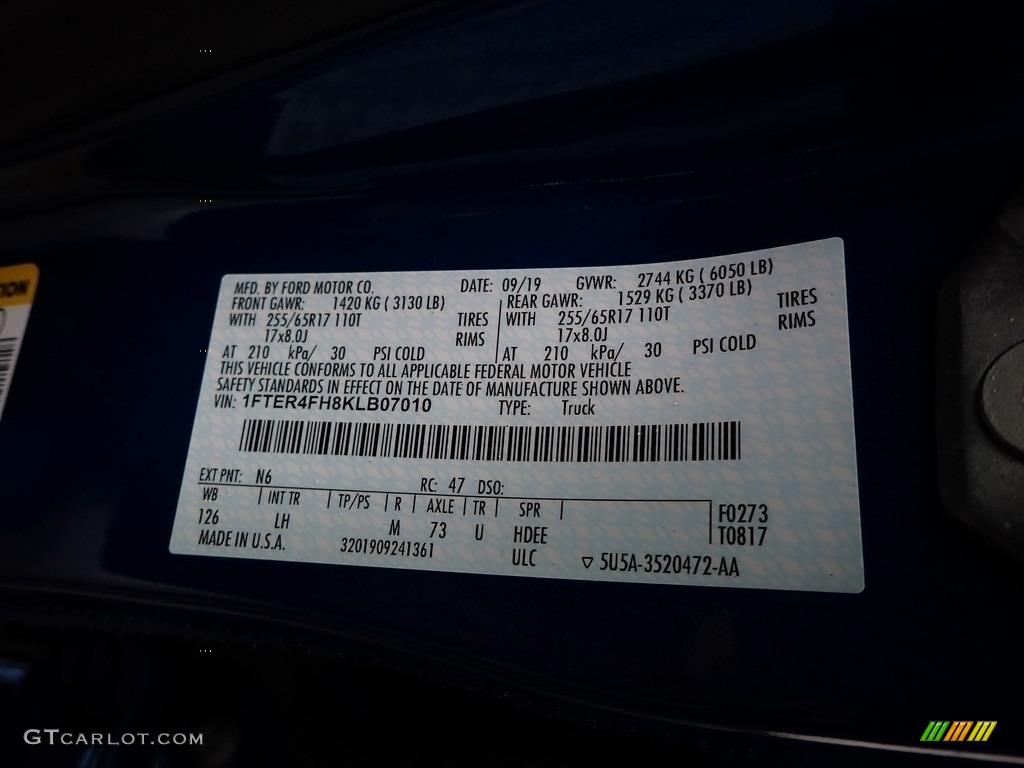 MFD. BY FORD MOTOR CO. DATE: 09/19 GVWR: 2744 KG ( 6050 LB)
FRONT GAWR: 1420 KG ( 3130 LB) REAR GAWR: 1529 KG ( 3370 LB)
WITH 255/65R17 110T TIRES WITH 255/65R17 110T TIRES
17x8.0J RIMS 17x8.0J RIMS
AT 210 kPa/ 30 PSI COLD AT 210 kPa/ 30 PSI COLD
THIS VEHICLE CONFORMS TO ALL APPLICABLE FEDERAL MOTOR VEHICLE
SAFETY STANDARDS IN EFFECT ON THE DATE OF MANUFACTURE SHOWN ABOVE.
VIN: 1FTER4FH8KLB07010 TYPE: Truck
EXT PNT: N6 RC: 47 DSO:
WB INT TR TP/PS R AXLE TR SPR F0273
126 LH M 73 U HDEE T0817
MADE IN U.S.A. 3201909241361 ULC ▽ 5U5A-3520472-AA
GTCARLOT.COM